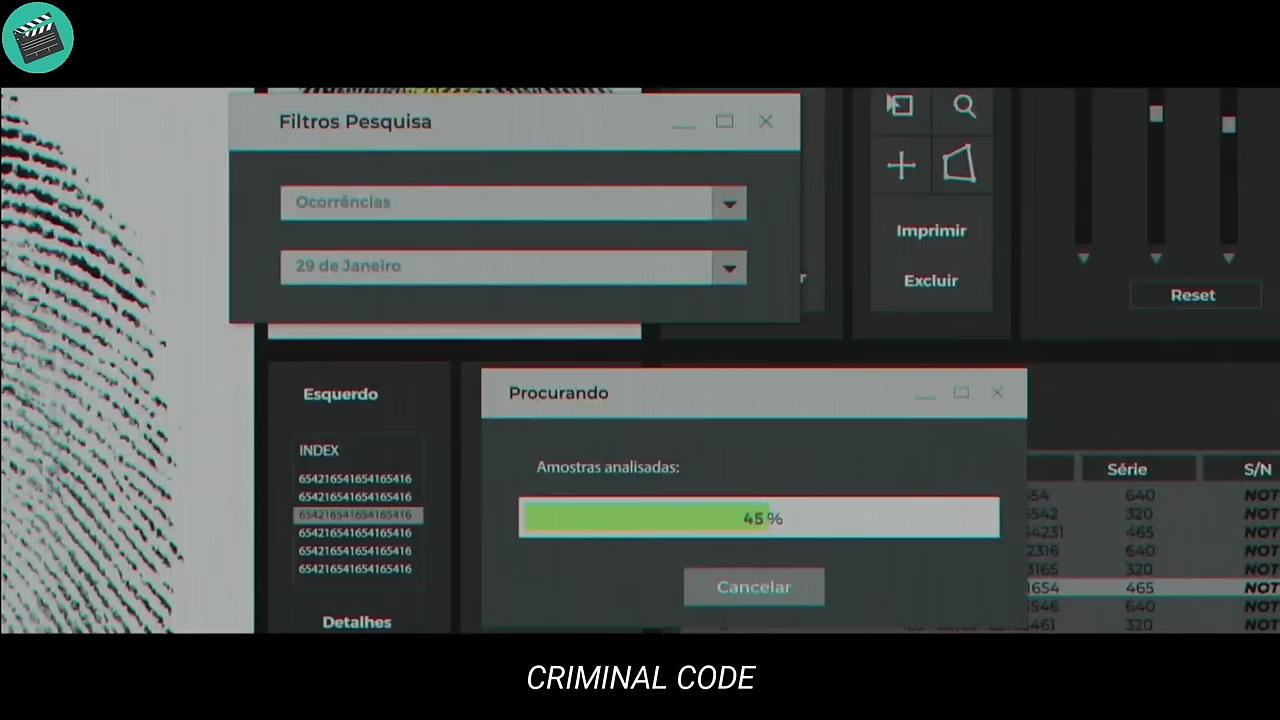 Filtros Pesquisa
Ocorrências
29 de Janeiro
Imprimir
Excluir
Reset
Esquerdo
INDEX
654216541654165416
654216541654165416
654216541654165416
654216541654165416
654216541654165416
654216541654165416
Detalhes
Procurando
Amostras analisadas:
45 %
Cancelar
Série S/N
640 NOT
320 NOT
465 NOT
640 NOT
320 NOT
465 NOT
640 NOT
320 NOT
CRIMINAL CODE